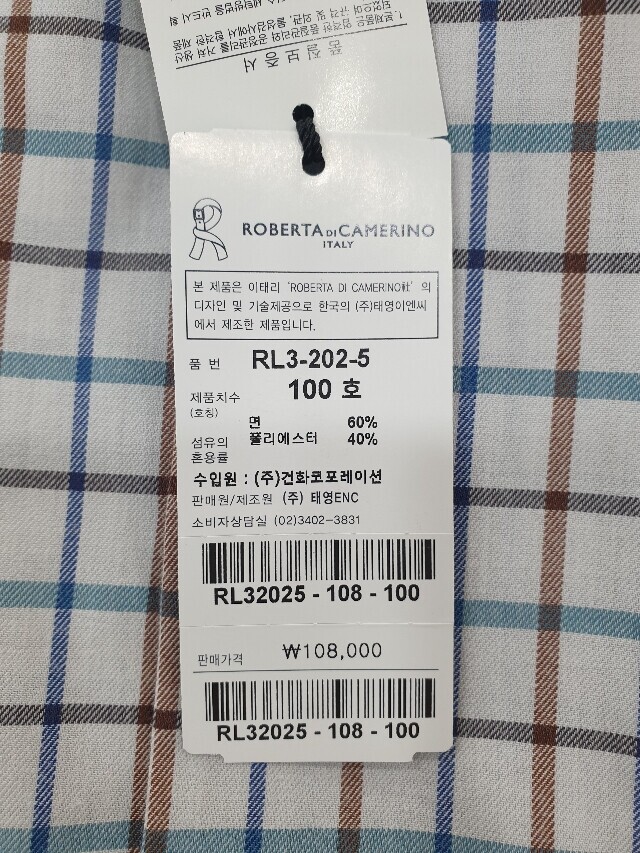 품 질 보 증 서
ROBERTA DI CAMERINO
ITALY
본 제품은 이태리 'ROBERTA DI CAMERINO社'의
디자인 및 기술제공으로 한국의 (주)태영이엔씨
에서 제조한 제품입니다.
품 번 RL3-202-5
제품치수 100 호
(호칭)
섬유의 면 60%
혼용률 폴리에스터 40%
수입원 : (주)건화코포레이션
판매원/제조원 (주) 태영ENC
소비자상담실 (02)3402-3831
RL32025 - 108 - 100
판매가격 ₩108,000
RL32025 - 108 - 100